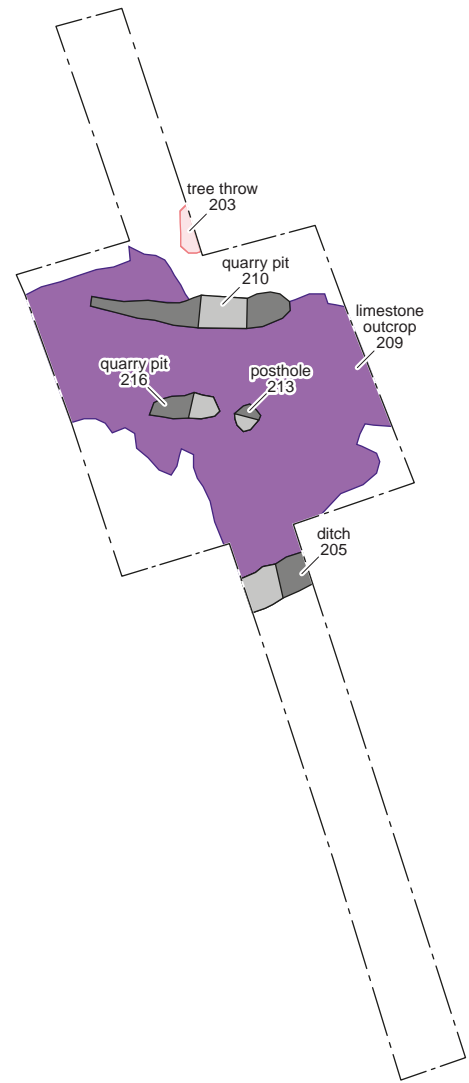 tree throw
203
quarry pit
210
limestone
outcrop
209
quarry pit
216
posthole
213
ditch
205